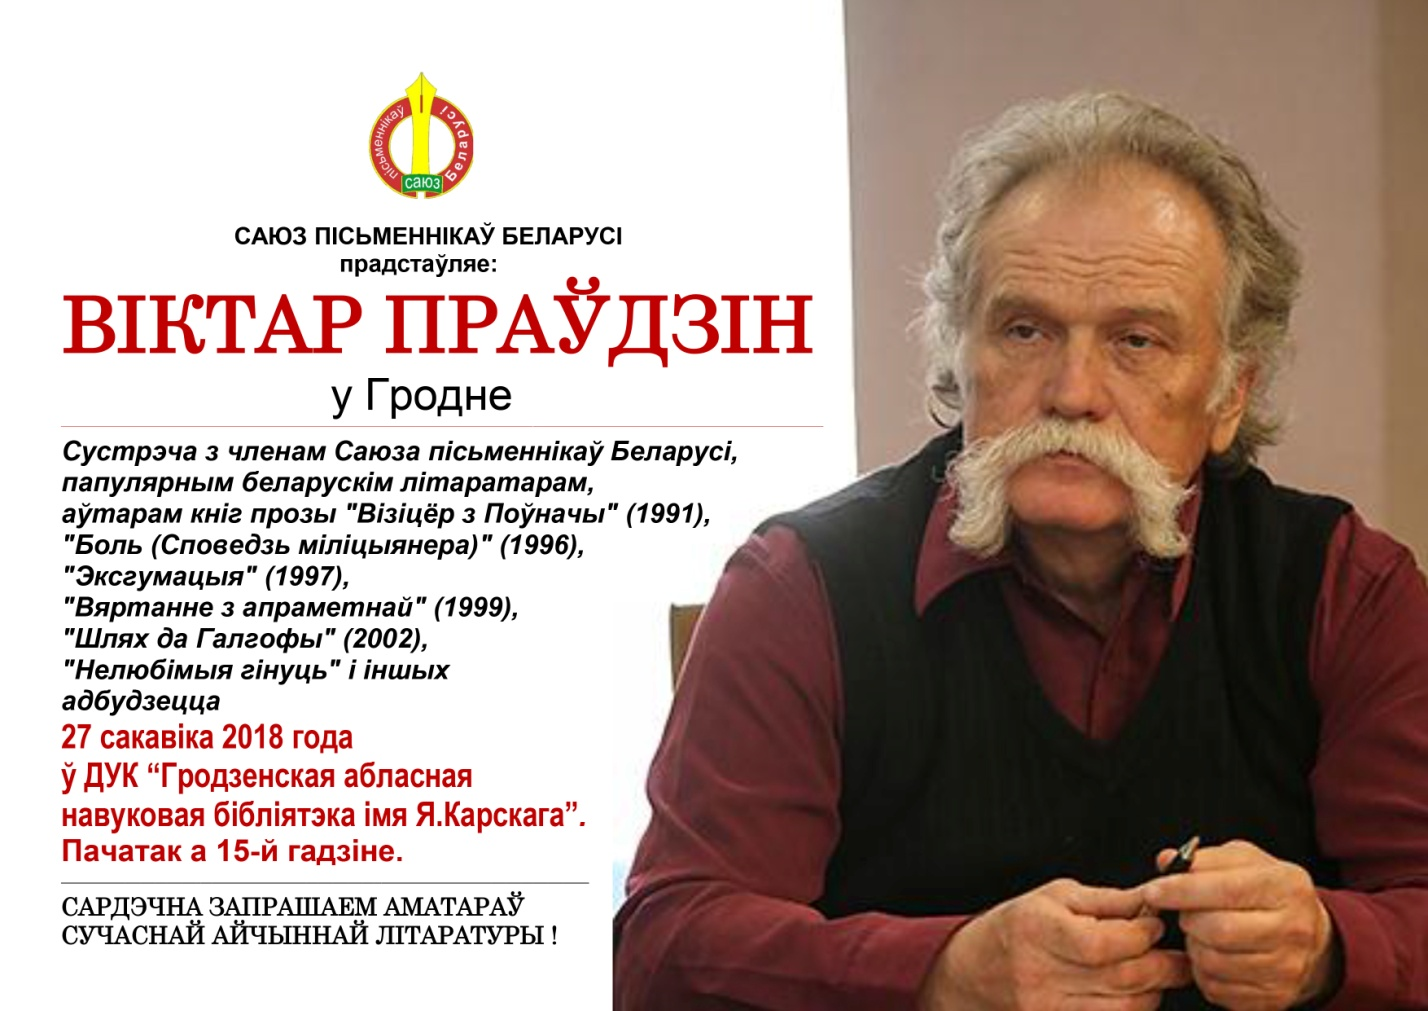 пісьменнікаў Беларусі
саюз
САЮЗ ПІСЬМЕННІКАЎ БЕЛАРУСІ
прадстаўляе:
ВІКТАР ПРАЎДЗІН
у Гродне
Сустрэча з членам Саюза пісьменнікаў Беларусі,
папулярным беларускім літаратарам,
аўтарам кніг прозы "Візіцёр з Поўначы" (1991),
"Боль (Споведзь міліцыянера)" (1996),
"Эксгумацыя" (1997),
"Вяртанне з апраметнай" (1999),
"Шлях да Галгофы" (2002),
"Нелюбімыя гінуць" і іншых
адбудзецца
27 сакавіка 2018 года
ў ДУК “Гродзенская абласная
навуковая бібліятэка імя Я.Карскага”.
Пачатак а 15-й гадзіне.
САРДЭЧНА ЗАПРАШАЕМ АМАТАРАЎ
СУЧАСНАЙ АЙЧЫННАЙ ЛІТАРАТУРЫ !